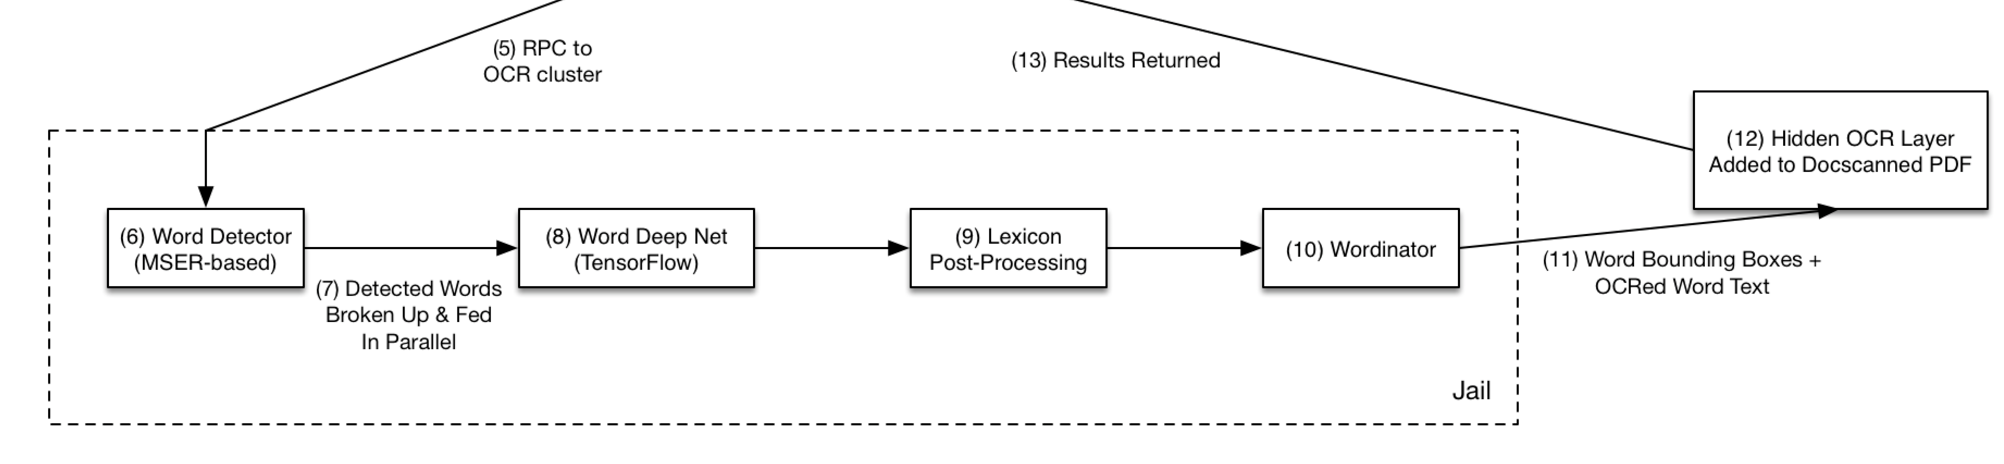 (5) RPC to
OCR cluster
(13) Results Returned
(12) Hidden OCR Layer
Added to Docscanned PDF
(6) Word Detector
(MSER-based)
(7) Detected Words
Broken Up & Fed
In Parallel
(8) Word Deep Net
(TensorFlow)
(9) Lexicon
Post-Processing
(10) Wordinator
(11) Word Bounding Boxes +
OCRed Word Text
Jail